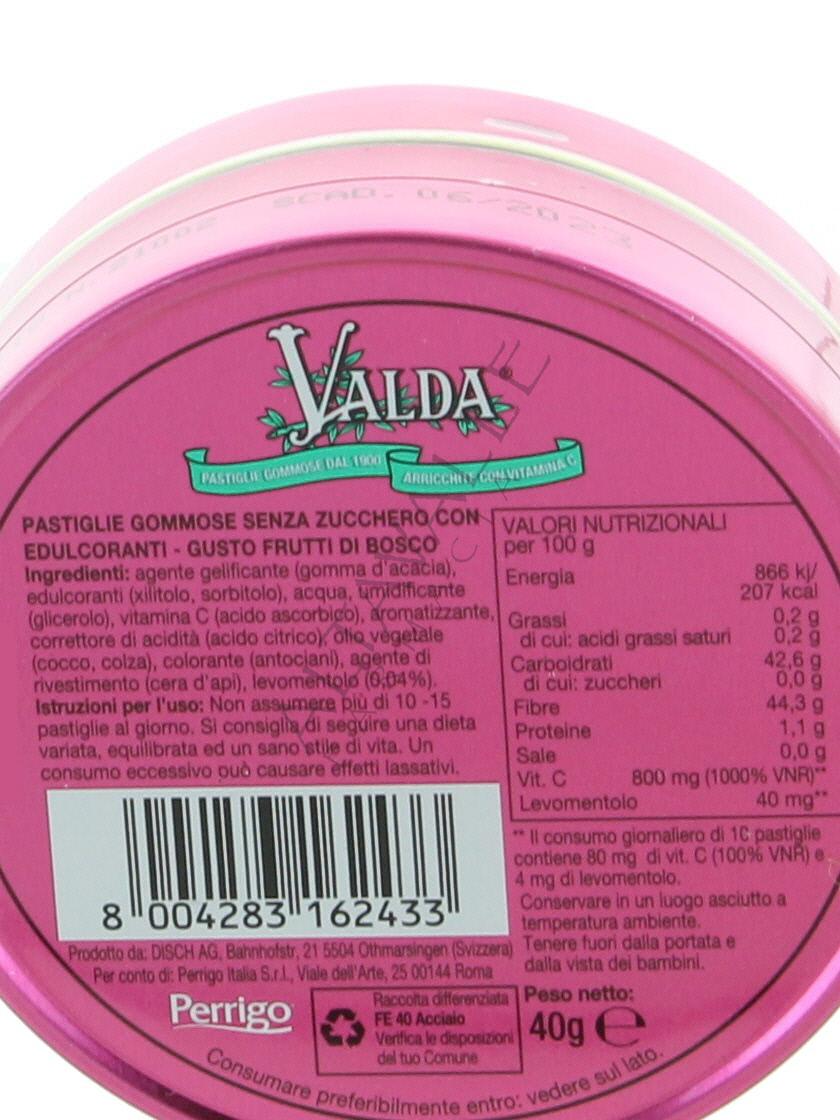 N. 21002 SCAD. 06/2023
VALDA®
PASTIGLIE GOMMOSE DAL 1900 ARRICCHITE CON VITAMINA C
PASTIGLIE GOMMOSE SENZA ZUCCHERO CON
EDULCORANTI - GUSTO FRUTTI DI BOSCO
Ingredienti: agente gelificante (gomma d'acacia),
edulcoranti (xilitolo, sorbitolo), acqua, umidificante
(glicerolo), vitamina C (acido ascorbico), aromatizzante,
correttore di acidità (acido citrico), olio vegetale
(cocco, colza), colorante (antociani), agente di
rivestimento (cera d'api), levomentolo (0,04%).
Istruzioni per l'uso: Non assumere più di 10 -15
pastiglie al giorno. Si consiglia di seguire una dieta
variata, equilibrata ed un sano stile di vita. Un
consumo eccessivo può causare effetti lassativi.
VALORI NUTRIZIONALI
per 100 g
Energia 866 kj/
207 kcal
Grassi 0,2 g
di cui: acidi grassi saturi 0,2 g
Carboidrati 42,6 g
di cui: zuccheri 0,0 g
Fibre 44,3 g
Proteine 1,1 g
Sale 0,0 g
Vit. C 800 mg (1000% VNR)**
Levomentolo 40 mg**
** Il consumo giornaliero di 10 pastiglie
contiene 80 mg di vit. C (100% VNR) e
4 mg di levomentolo.
Conservare in un luogo asciutto a
temperatura ambiente.
Tenere fuori dalla portata e
dalla vista dei bambini.
8 004283 162433
Prodotto da: DISCH AG, Bahnhofstr, 21 5504 Othmarsingen (Svizzera)
Per conto di: Perrigo Italia S.r.l., Viale dell'Arte, 25 00144 Roma
Perrigo
Raccolta differenziata
FE 40 Acciaio
Verifica le disposizioni
del tuo Comune
Peso netto:
40g e
Consumare preferibilmente entro: vedere sul lato.